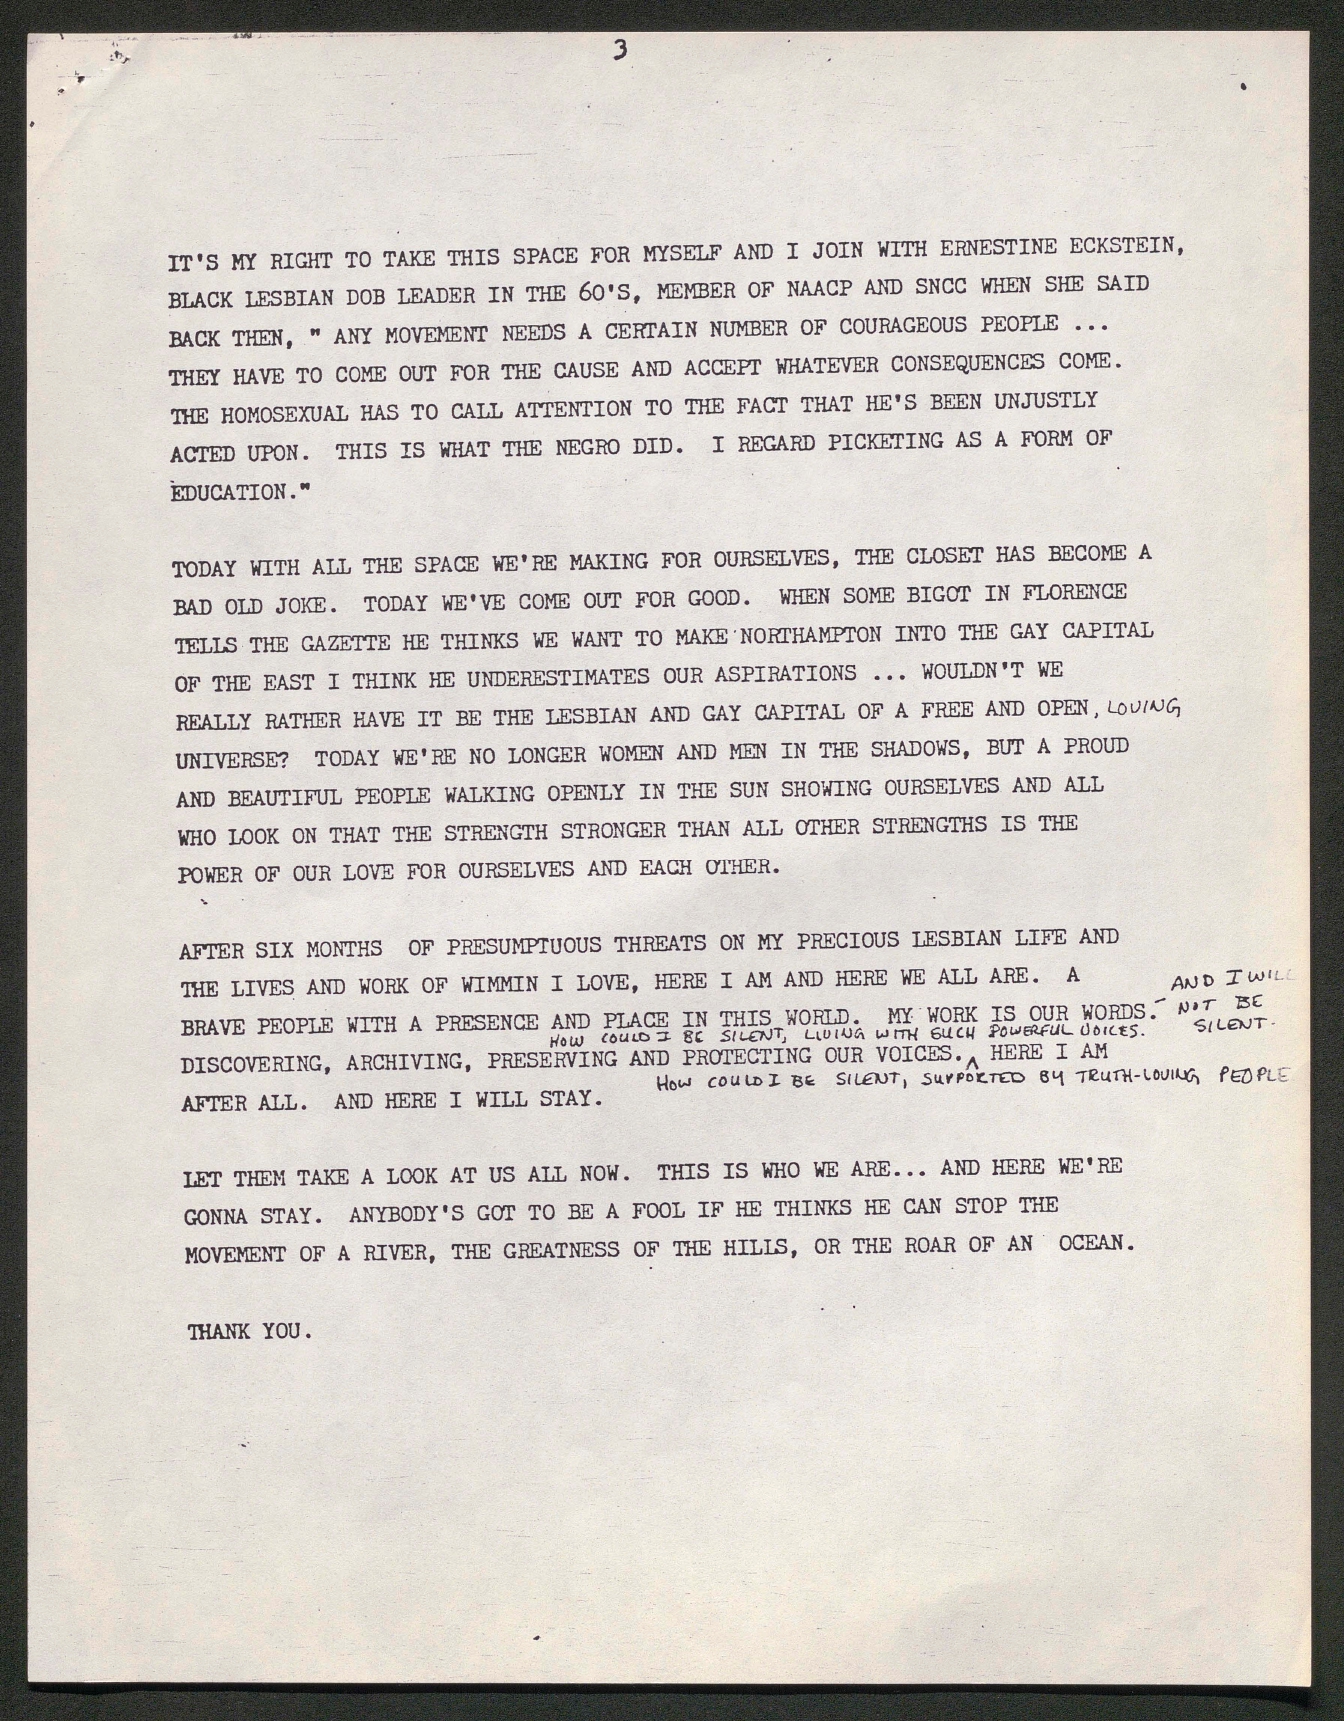 3
IT'S MY RIGHT TO TAKE THIS SPACE FOR MYSELF AND I JOIN WITH ERNESTINE ECKSTEIN,
BLACK LESBIAN DOB LEADER IN THE 60'S, MEMBER OF NAACP AND SNCC WHEN SHE SAID
BACK THEN, " ANY MOVEMENT NEEDS A CERTAIN NUMBER OF COURAGEOUS PEOPLE ...
THEY HAVE TO COME OUT FOR THE CAUSE AND ACCEPT WHATEVER CONSEQUENCES COME.
THE HOMOSEXUAL HAS TO CALL ATTENTION TO THE FACT THAT HE'S BEEN UNJUSTLY
ACTED UPON. THIS IS WHAT THE NEGRO DID. I REGARD PICKETING AS A FORM OF
EDUCATION."
TODAY WITH ALL THE SPACE WE'RE MAKING FOR OURSELVES, THE CLOSET HAS BECOME A
BAD OLD JOKE. TODAY WE'VE COME OUT FOR GOOD. WHEN SOME BIGOT IN FLORENCE
TELLS THE GAZETTE HE THINKS WE WANT TO MAKE NORTHAMPTON INTO THE GAY CAPITAL
OF THE EAST I THINK HE UNDERESTIMATES OUR ASPIRATIONS ... WOULDN'T WE
REALLY RATHER HAVE IT BE THE LESBIAN AND GAY CAPITAL OF A FREE AND OPEN, LOVING
UNIVERSE? TODAY WE'RE NO LONGER WOMEN AND MEN IN THE SHADOWS, BUT A PROUD
AND BEAUTIFUL PEOPLE WALKING OPENLY IN THE SUN SHOWING OURSELVES AND ALL
WHO LOOK ON THAT THE STRENGTH STRONGER THAN ALL OTHER STRENGTHS IS THE
POWER OF OUR LOVE FOR OURSELVES AND EACH OTHER.
AFTER SIX MONTHS OF PRESUMPTUOUS THREATS ON MY PRECIOUS LESBIAN LIFE AND
THE LIVES AND WORK OF WIMMIN I LOVE, HERE I AM AND HERE WE ALL ARE. A
BRAVE PEOPLE WITH A PRESENCE AND PLACE IN THIS WORLD. MY WORK IS OUR WORDS.
AND I WILL
NOT BE
SILENT.
HOW COULD I BE SILENT, LIVING WITH SUCH POWERFUL VOICES.
DISCOVERING, ARCHIVING, PRESERVING AND PROTECTING OUR VOICES. HERE I AM
HOW COULD I BE SILENT, SUPPORTED BY TRUTH-LOVING PEOPLE
AFTER ALL. AND HERE I WILL STAY.
LET THEM TAKE A LOOK AT US ALL NOW. THIS IS WHO WE ARE... AND HERE WE'RE
GONNA STAY. ANYBODY'S GOT TO BE A FOOL IF HE THINKS HE CAN STOP THE
MOVEMENT OF A RIVER, THE GREATNESS OF THE HILLS, OR THE ROAR OF AN OCEAN.
THANK YOU.